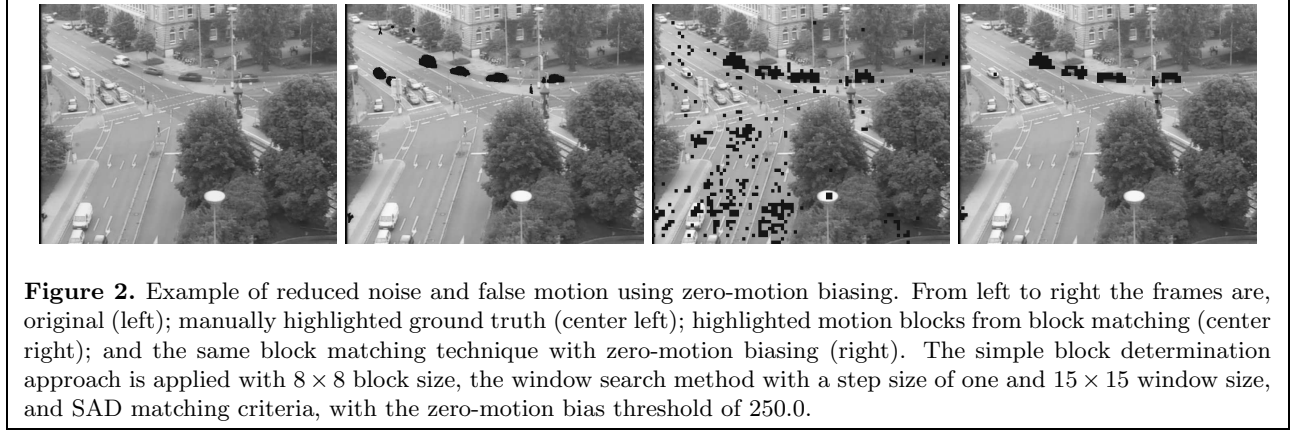 Figure 2. Example of reduced noise and false motion using zero-motion biasing. From left to right the frames are,
original (left); manually highlighted ground truth (center left); highlighted motion blocks from block matching (center
right); and the same block matching technique with zero-motion biasing (right). The simple block determination
approach is applied with 8 × 8 block size, the window search method with a step size of one and 15 × 15 window size,
and SAD matching criteria, with the zero-motion bias threshold of 250.0.